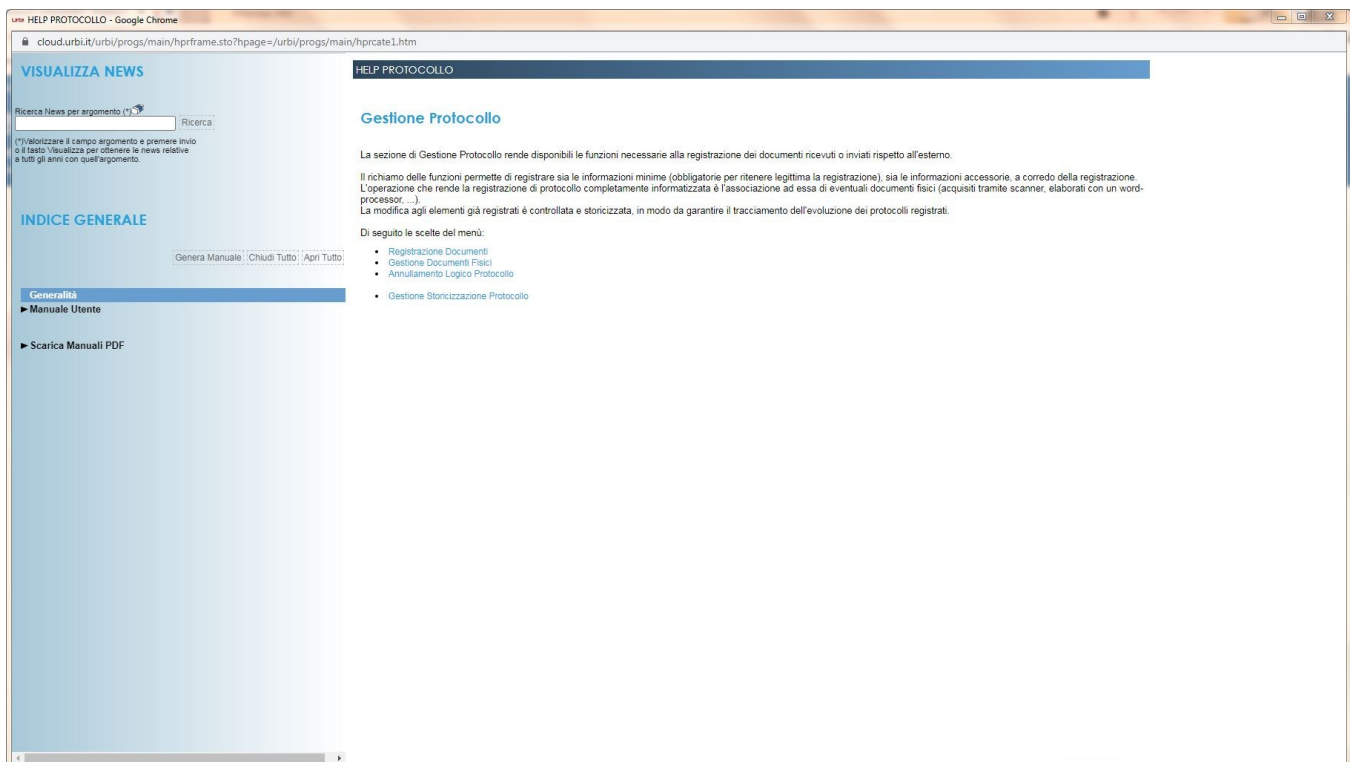 HELP PROTOCOLLO - Google Chrome
cloud.urbi.it/urbi/progs/main/hprframe.sto?hpage=/urbi/progs/main/hprcate1.htm
VISUALIZZA NEWS
Ricerca News per argomento (*)
Ricerca
(*)Valorizzare il campo argomento e premere invio
o il tasto Visualizza per ottenere le news relative
a tutti gli anni con quell'argomento.
INDICE GENERALE
Genera Manuale Chiudi Tutto Apri Tutto
Generalità
Manuale Utente
Scarica Manuali PDF
HELP PROTOCOLLO
Gestione Protocollo
La sezione di Gestione Protocollo rende disponibili le funzioni necessarie alla registrazione dei documenti ricevuti o inviati rispetto all'esterno.
Il richiamo delle funzioni permette di registrare sia le informazioni minime (obbligatorie per ritenere legittima la registrazione), sia le informazioni accessorie, a corredo della registrazione.
L'operazione che rende la registrazione di protocollo completamente informatizzata è l'associazione ad essa di eventuali documenti fisici (acquisiti tramite scanner, elaborati con un word-
processor, ...).
La modifica agli elementi già registrati è controllata e storicizzata, in modo da garantire il tracciamento dell'evoluzione dei protocolli registrati.
Di seguito le scelte del menù:
Registrazione Documenti
Gestione Documenti Fisici
Annullamento Logico Protocollo
Gestione Storicizzazione Protocollo